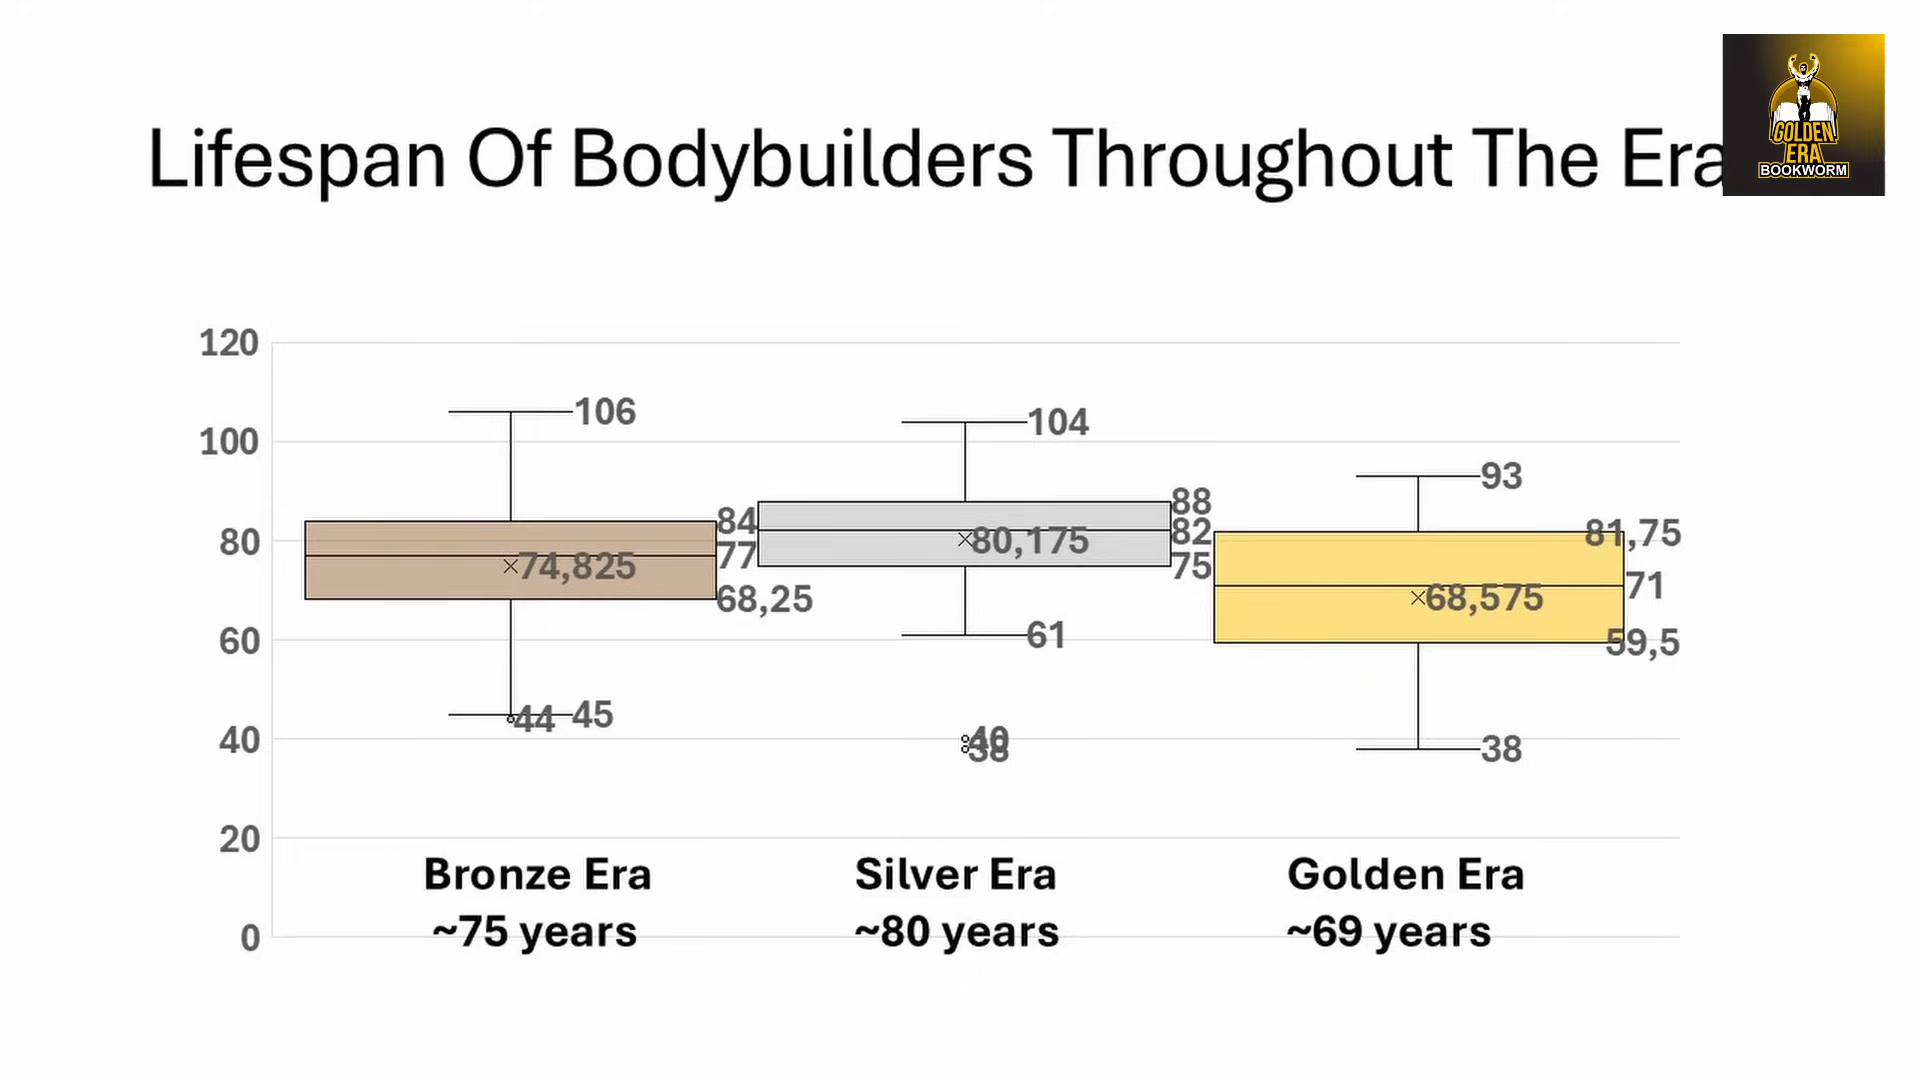 Lifespan Of Bodybuilders Throughout The Era
GOLDEN
ERA
BOOKWORM
120
100
80
60
40
20
0
106
84
77
74,825
68,25
45
44
104
88
82
80,175
75
61
40
38
93
81,75
71
68,575
59,5
38
Bronze Era
~75 years
Silver Era
~80 years
Golden Era
~69 years